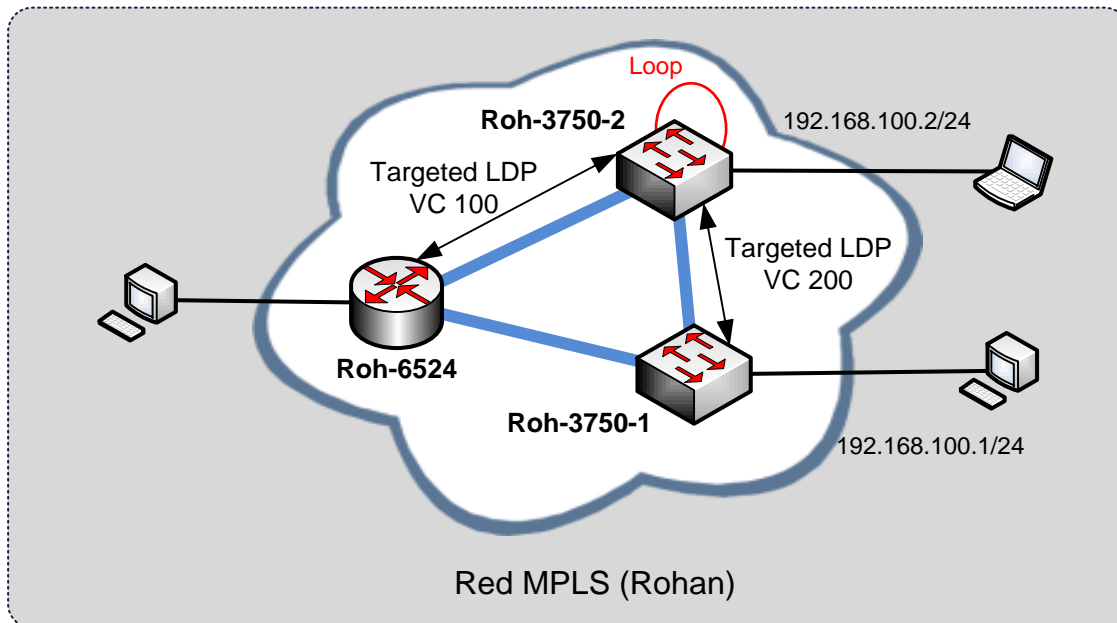 Loop
Roh-3750-2
192.168.100.2/24
Targeted LDP
VC 100
Targeted LDP
VC 200
Roh-6524
Roh-3750-1
192.168.100.1/24
Red MPLS (Rohan)